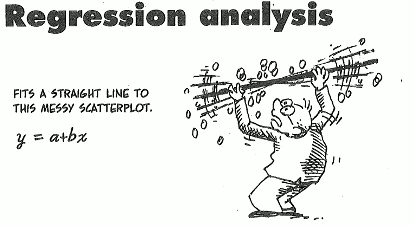 Regression analysis
FITS A STRAIGHT LINE TO
THIS MESSY SCATTERPLOT.
y = a+bx